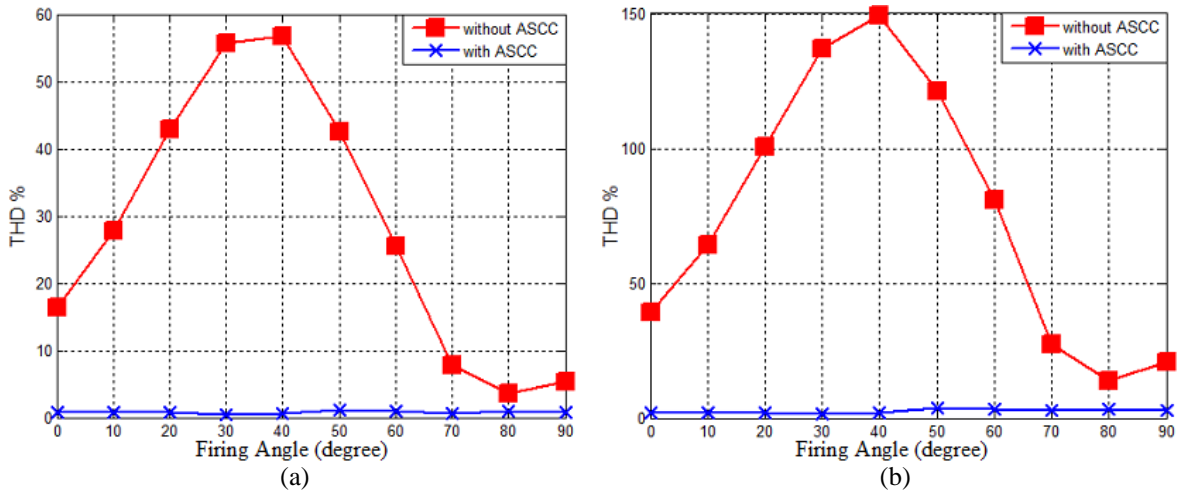 60
50
40
30
20
10
0
THD %
without ASCC
with ASCC
0 10 20 30 40 50 60 70 80 90
Firing Angle (degree)
(a)
150
100
50
0
THD %
without ASCC
with ASCC
0 10 20 30 40 50 60 70 80 90
Firing Angle (degree)
(b)